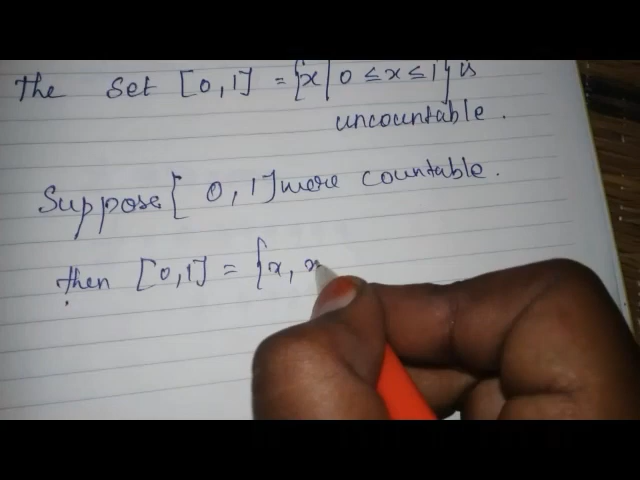 The Set [0,1] = {x | 0 ≤ x ≤ 1} is
uncountable.
Suppose [ 0, 1] were countable.
then [0,1] = {x, x